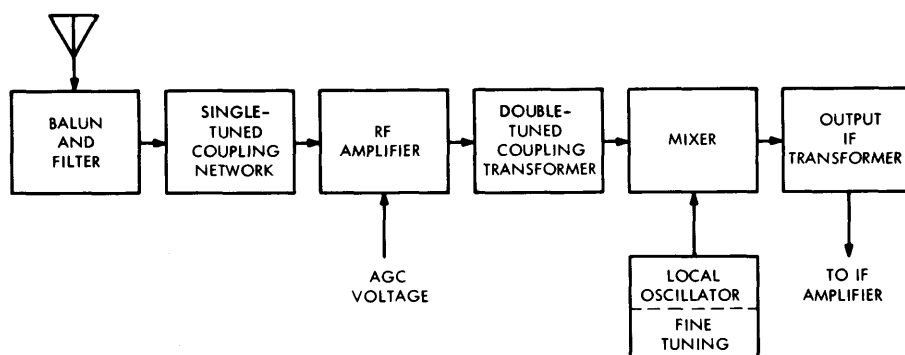 BALUN
AND
FILTER
SINGLE-
TUNED
COUPLING
NETWORK
RF
AMPLIFIER
DOUBLE-
TUNED
COUPLING
TRANSFORMER
MIXER
OUTPUT
IF
TRANSFORMER
AGC
VOLTAGE
LOCAL
OSCILLATOR
FINE
TUNING
TO IF
AMPLIFIER